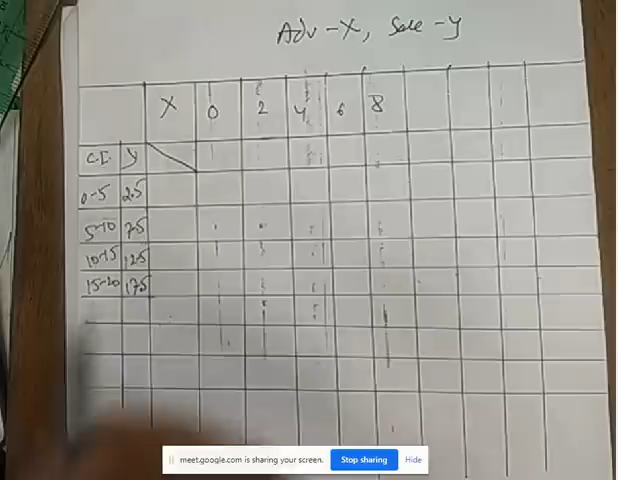 Adv - X, Sale - y
X 0 2 4 6 8
C.I. y
0-5 2.5
5-10 7.5
10-15 12.5
15-20 17.5
meet.google.com is sharing your screen. Stop sharing Hide